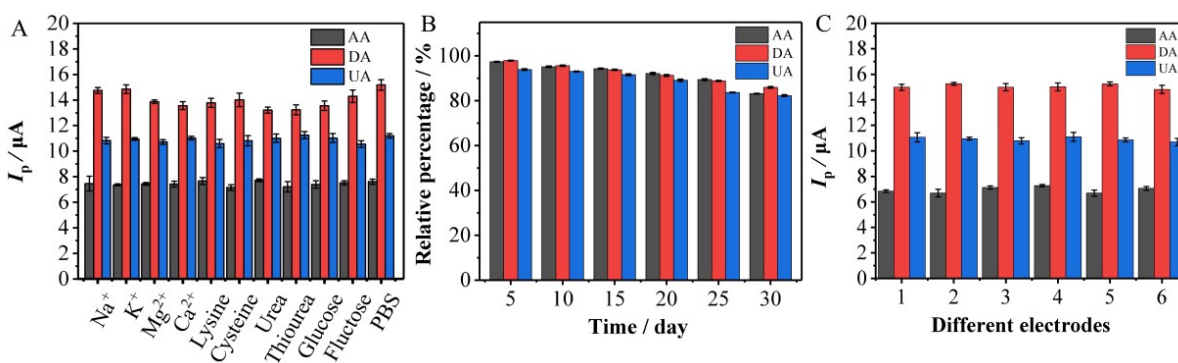 A
20
18
16
14
12
10
8
6
4
2
0
Iₚ / μA
AA
DA
UA
Na⁺
K⁺
Mg²⁺
Ca²⁺
Lysine
Cysteine
Urea
Thiourea
Glucose
Fluctose
PBS
B
100
80
60
40
20
0
Relative percentage / %
AA
DA
UA
5
10
15
20
25
30
Time / day
C
20
18
16
14
12
10
8
6
4
2
0
Iₚ / μA
AA
DA
UA
1
2
3
4
5
6
Different electrodes